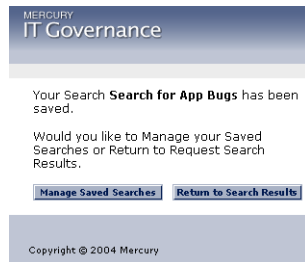 MERCURY
IT Governance
Your Search Search for App Bugs has been
saved.
Would you like to Manage your Saved
Searches or Return to Request Search
Results.
Manage Saved Searches Return to Search Results
Copyright © 2004 Mercury